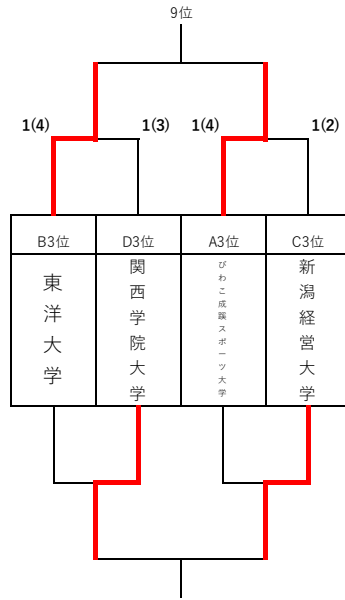 9位
1(4) 1(3) 1(4) 1(2)
B3位 D3位 A3位 C3位
東洋大学
関西学院大学
びわこ成蹊スポーツ大学
新潟経営大学